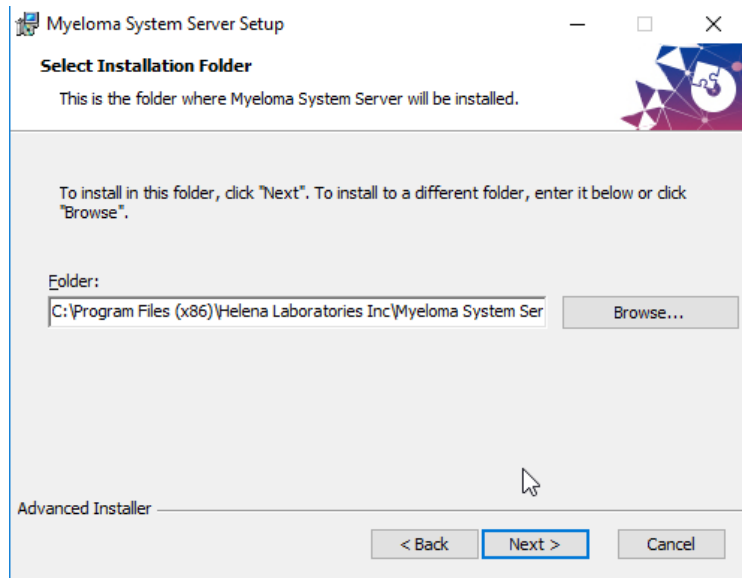 Myeloma System Server Setup
Select Installation Folder
This is the folder where Myeloma System Server will be installed.
To install in this folder, click "Next". To install to a different folder, enter it below or click
"Browse".
Folder:
C:\Program Files (x86)\Helena Laboratories Inc\Myeloma System Ser
Browse...
Advanced Installer
< Back
Next >
Cancel